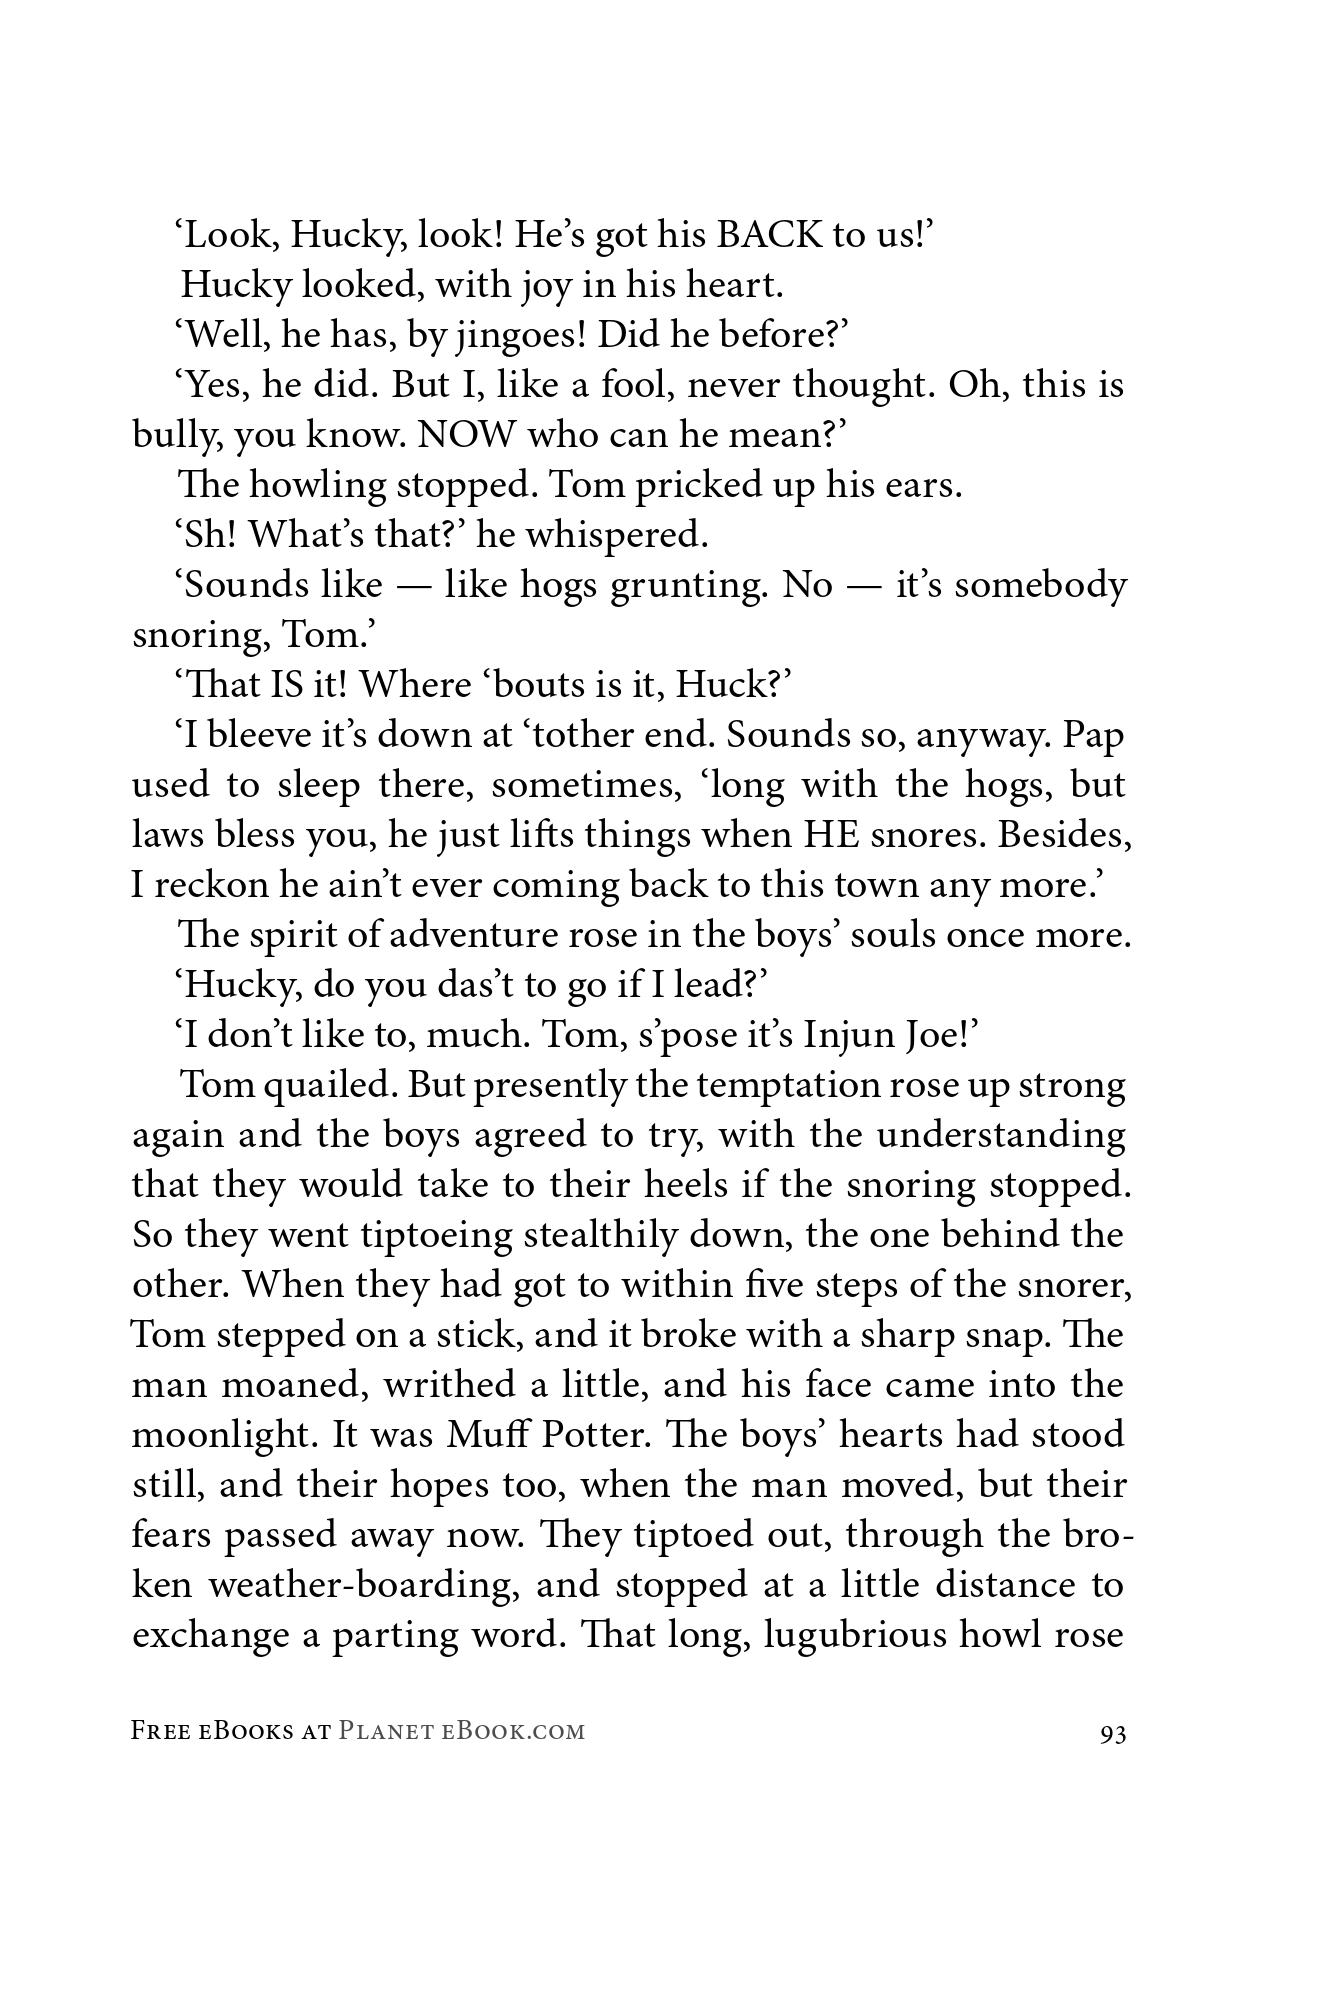 ‘Look, Hucky, look! He’s got his BACK to us!’
Hucky looked, with joy in his heart.
‘Well, he has, by jingoes! Did he before?’
‘Yes, he did. But I, like a fool, never thought. Oh, this is
bully, you know. NOW who can he mean?’
The howling stopped. Tom pricked up his ears.
‘Sh! What’s that?’ he whispered.
‘Sounds like — like hogs grunting. No — it’s somebody
snoring, Tom.’
‘That IS it! Where ‘bouts is it, Huck?’
‘I bleeve it’s down at ‘tother end. Sounds so, anyway. Pap
used to sleep there, sometimes, ‘long with the hogs, but
laws bless you, he just lifts things when HE snores. Besides,
I reckon he ain’t ever coming back to this town any more.’
The spirit of adventure rose in the boys’ souls once more.
‘Hucky, do you das’t to go if I lead?’
‘I don’t like to, much. Tom, s’pose it’s Injun Joe!’
Tom quailed. But presently the temptation rose up strong
again and the boys agreed to try, with the understanding
that they would take to their heels if the snoring stopped.
So they went tiptoeing stealthily down, the one behind the
other. When they had got to within five steps of the snorer,
Tom stepped on a stick, and it broke with a sharp snap. The
man moaned, writhed a little, and his face came into the
moonlight. It was Muff Potter. The boys’ hearts had stood
still, and their hopes too, when the man moved, but their
fears passed away now. They tiptoed out, through the bro-
ken weather-boarding, and stopped at a little distance to
exchange a parting word. That long, lugubrious howl rose
Free eBooks at Planet eBook.com 93